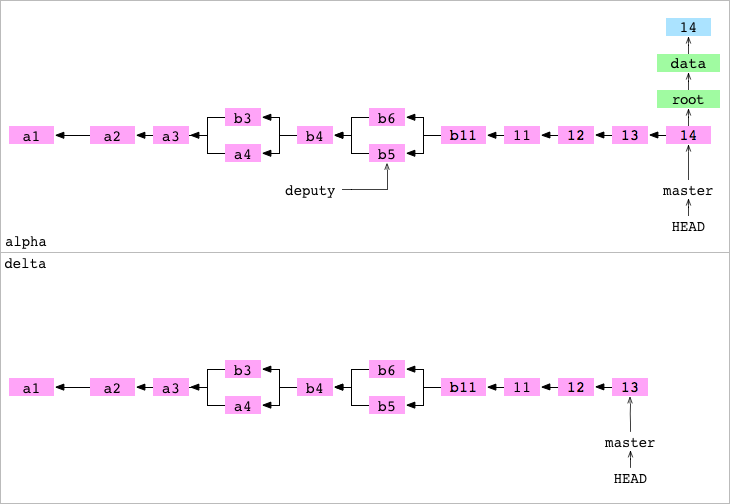 14
data
root
b3 b6
a1 a2 a3 b4 b11 11 12 13 14
a4 b5
deputy master
HEAD
alpha
delta
b3 b6
a1 a2 a3 b4 b11 11 12 13
a4 b5
master
HEAD